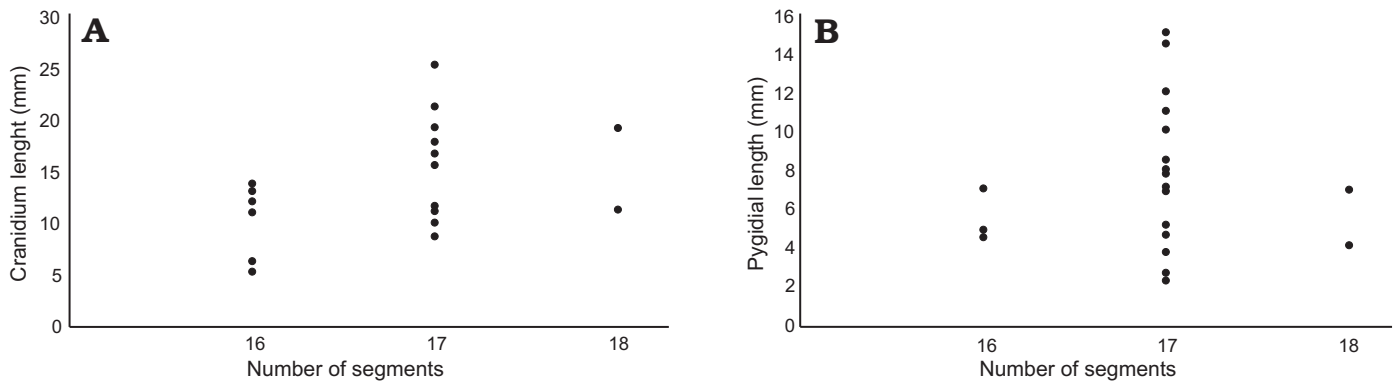 A
Cranidium lenght (mm)
30
25
20
15
10
5
0
16 17 18
Number of segments
B
Pygidial length (mm)
16
14
12
10
8
6
4
2
0
16 17 18
Number of segments